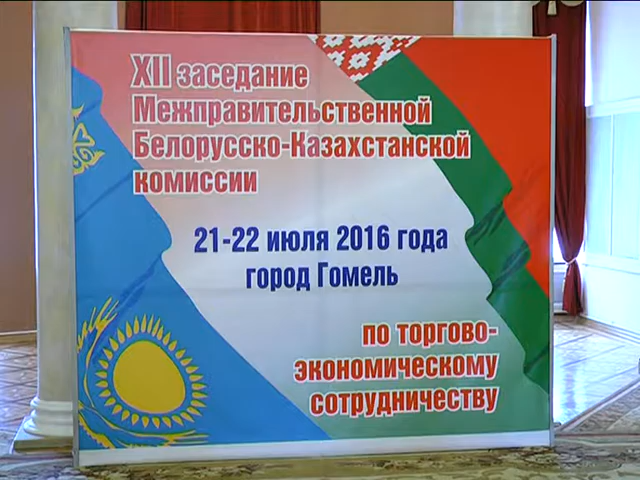 XII заседание
Межправительственной
Белорусско-Казахстанской
комиссии
21-22 июля 2016 года
город Гомель
по торгово-
экономическому
сотрудничеству